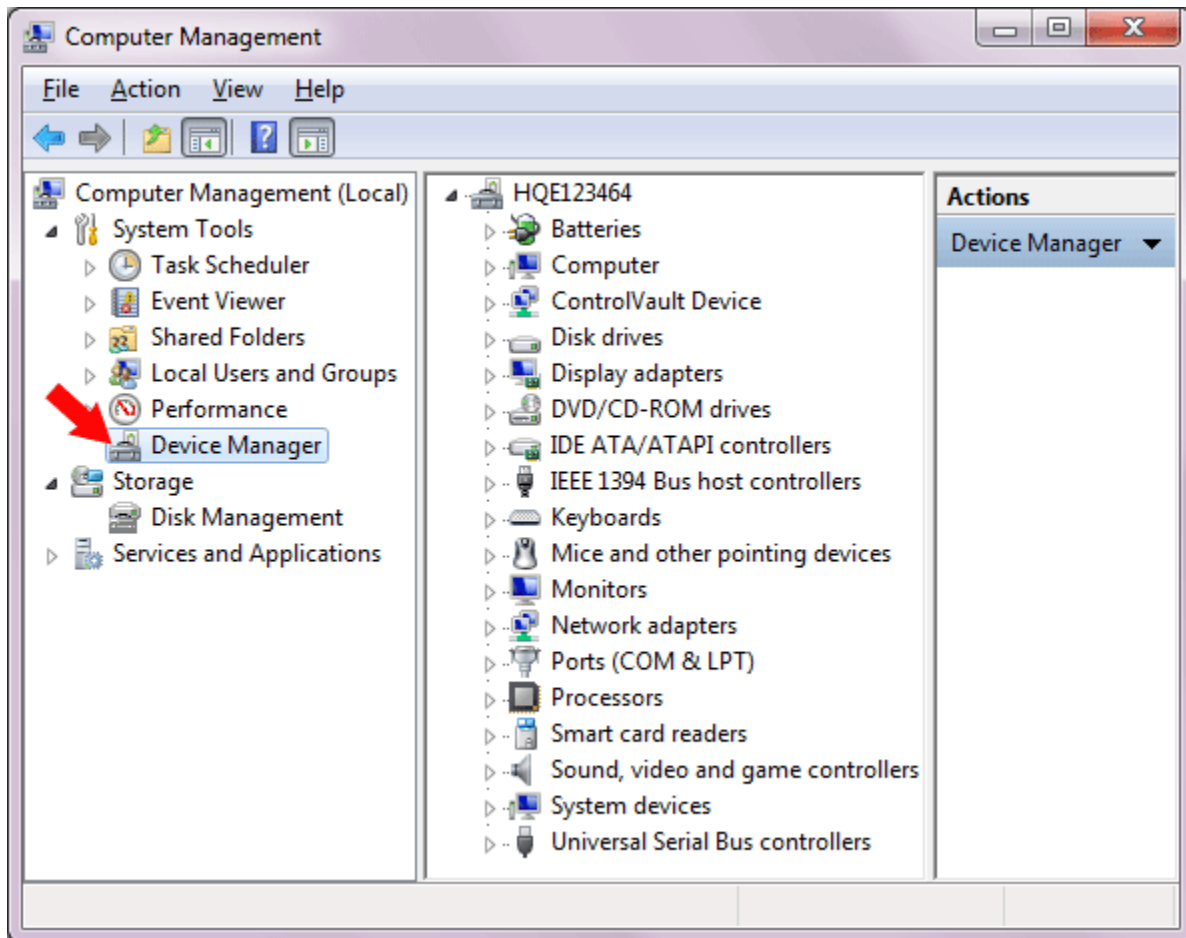 Computer Management
File Action View Help
Computer Management (Local)
System Tools
Task Scheduler
Event Viewer
Shared Folders
Local Users and Groups
Performance
Device Manager
Storage
Disk Management
Services and Applications
HQE123464
Batteries
Computer
ControlVault Device
Disk drives
Display adapters
DVD/CD-ROM drives
IDE ATA/ATAPI controllers
IEEE 1394 Bus host controllers
Keyboards
Mice and other pointing devices
Monitors
Network adapters
Ports (COM & LPT)
Processors
Smart card readers
Sound, video and game controllers
System devices
Universal Serial Bus controllers
Actions
Device Manager